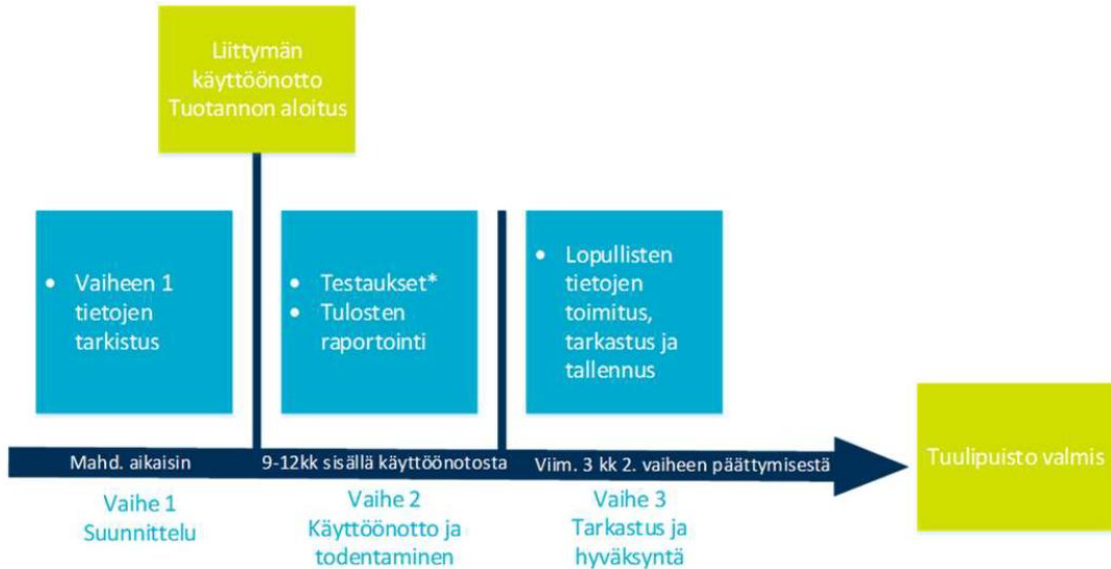 Liittymän
käyttöönotto
Tuotannon aloitus
• Vaiheen 1
tietojen
tarkistus
• Testaukset*
• Tulosten
raportointi
• Lopullisten
tietojen
toimitus,
tarkastus ja
tallennus
Mahd. aikaisin
9-12kk sisällä käyttöönotosta
Viim. 3 kk 2. vaiheen päättymisestä
Tuulipuisto valmis
Vaihe 1
Suunnittelu
Vaihe 2
Käyttöönotto ja
todentaminen
Vaihe 3
Tarkastus ja
hyväksyntä